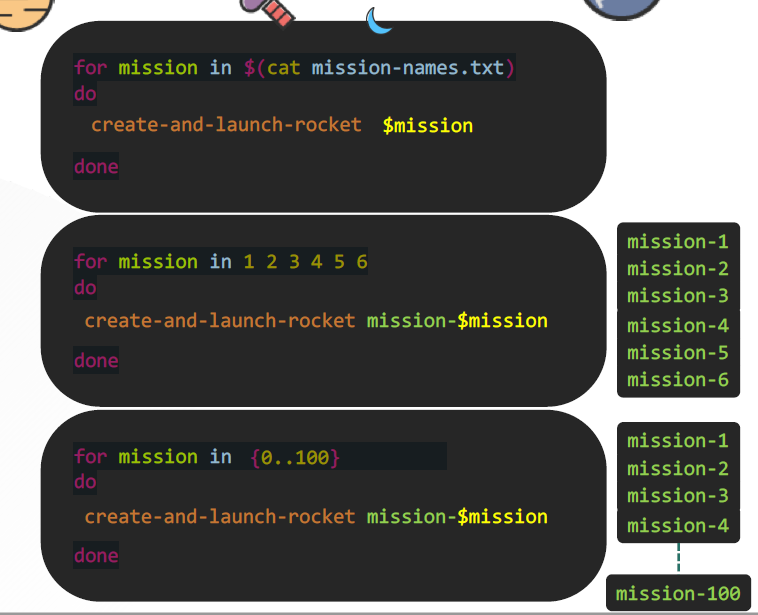 for mission in $(cat mission-names.txt)
do
create-and-launch-rocket $mission
done
for mission in 1 2 3 4 5 6
do
create-and-launch-rocket mission-$mission
done
mission-1
mission-2
mission-3
mission-4
mission-5
mission-6
for mission in {0..100}
do
create-and-launch-rocket mission-$mission
done
mission-1
mission-2
mission-3
mission-4
mission-100